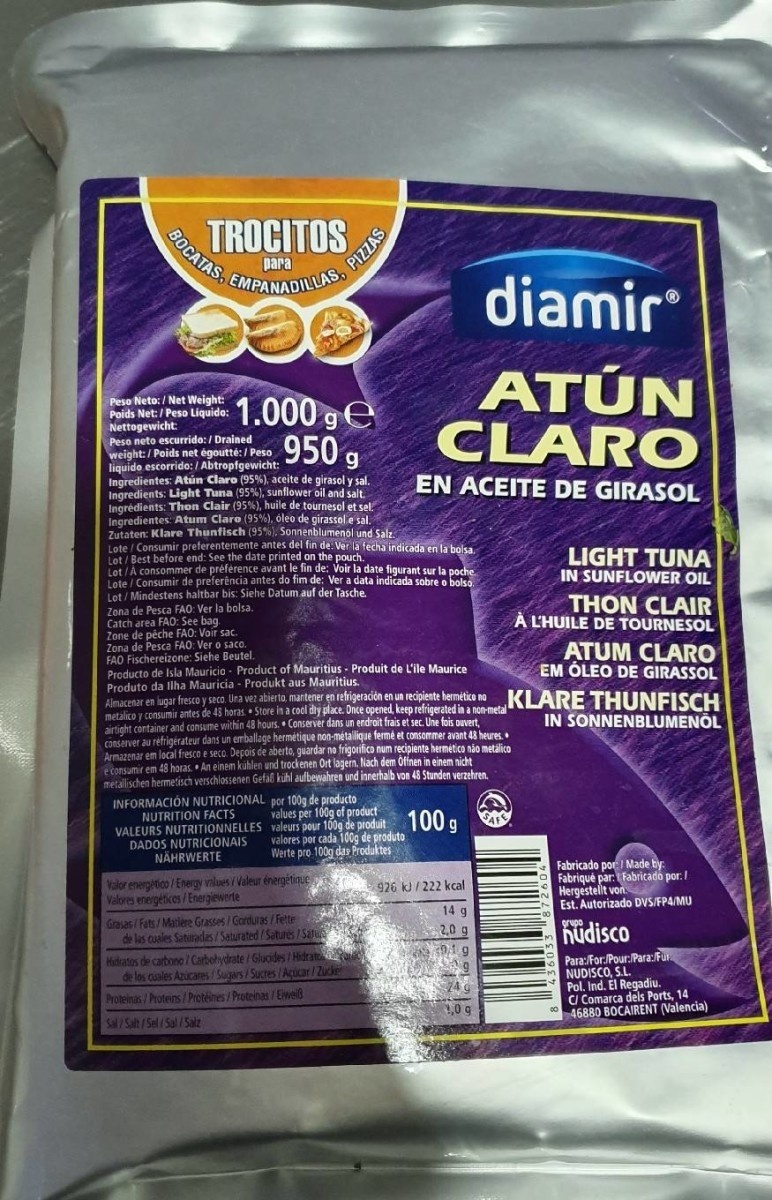 TROCITOS
para
BOCATAS, EMPANADILLAS, PIZZAS
diamir®
ATÚN
CLARO
EN ACEITE DE GIRASOL
LIGHT TUNA
IN SUNFLOWER OIL
THON CLAIR
À L'HUILE DE TOURNESOL
ATUM CLARO
EM ÓLEO DE GIRASSOL
KLARE THUNFISCH
IN SONNENBLUMENÖL
Peso Neto: / Net Weight:
Poids Net: / Peso Líquido:
Nettogewicht:
1.000 g e
Peso neto escurrido: / Drained
weight: / Poids net égoutté: / Peso
líquido escorrido: / Abtropfgewicht:
950 g
Ingredientes: Atún Claro (95%), aceite de girasol y sal.
Ingredients: Light Tuna (95%), sunflower oil and salt.
Ingrédients: Thon Clair (95%), huile de tournesol et sel.
Ingredientes: Atum Claro (95%), óleo de girassol e sal.
Zutaten: Klare Thunfisch (95%), Sonnenblumenöl und Salz.
Lote / Consumir preferentemente antes del fin de: Ver la fecha indicada en la bolsa.
Lot / Best before end: See the date printed on the pouch.
Lot / À consommer de préférence avant le fin de: Voir la date figurant sur la poche.
Lote / Consumir de preferência antes do fim de: Ver a data indicada sobre o bolso.
Lot / Mindestens haltbar bis: Siehe Datum auf der Tasche.
Zona de Pesca FAO: Ver la bolsa.
Catch area FAO: See bag.
Zone de pêche FAO: Voir sac.
Zona de Pesca FAO: Ver o saco.
FAO Fischereizone: Siehe Beutel.
Producto de Isla Mauricio - Product of Mauritius - Produit de L'île Maurice
Produto da Ilha Maurícia - Produkt aus Mauritius.
Almacenar en lugar fresco y seco. Una vez abierto, mantener en refrigeración en un recipiente hermético no
metalico y consumir antes de 48 horas. • Store in a cool dry place. Once opened, keep refrigerated in a non-metal
airtight container and consume within 48 hours. • Conserver dans un endroit frais et sec. Une fois ouvert,
conserver au réfrigérateur dans un emballage hermétique non-métallique fermé et consommer avant 48 heures. •
Armazenar em local fresco e seco. Depois de aberto, guardar no frigorífico num recipiente hermético não metálico
e consumir em 48 horas. • An einem kühlen und trockenen Ort lagern. Nach dem Öffnen in einem nicht
metallischen hermetisch verschlossenen Gefäß kühl aufbewahren und innerhalb von 48 Stunden verzehren.
INFORMACIÓN NUTRICIONAL por 100g de producto
NUTRITION FACTS values per 100g of product
VALEURS NUTRITIONNELLES valeurs pour 100g de produit
DADOS NUTRICIONAIS valores por cada 100g de produto
NÄHRWERTE Werte pro 100g das Produktes
100 g
Valor energético / Energy values / Valeur énergétique
Valores energéticos / Energiewerte
926 kJ / 222 kcal
Grasas / Fats / Matière Grasses / Gorduras / Fette 14 g
de las cuales Saturadas / Saturated / Saturés / 2,0 g
Hidratos de carbono / Carbohydrate / Glucides /
de los cuales Azúcares / Sugars / Sucres / Açúcar / Zucker
Proteínas / Proteins / Protéines / Proteínas / Eiweiß 24 g
Sal / Salt / Sel / Sal / Salz 1,0 g
SAFE
8 436033 872604
Fabricado por: / Made by:
Fabriqué par: / Fabricado por: /
Hergestellt von:
Est. Autorizado DVS/FP4/MU
grupo
nudisco
Para:/For:/Pour:/Para:/Für
NUDISCO, S.L.
Pol. Ind. El Regadiu.
C/ Comarca dels Ports, 14
46880 BOCAIRENT (Valencia)